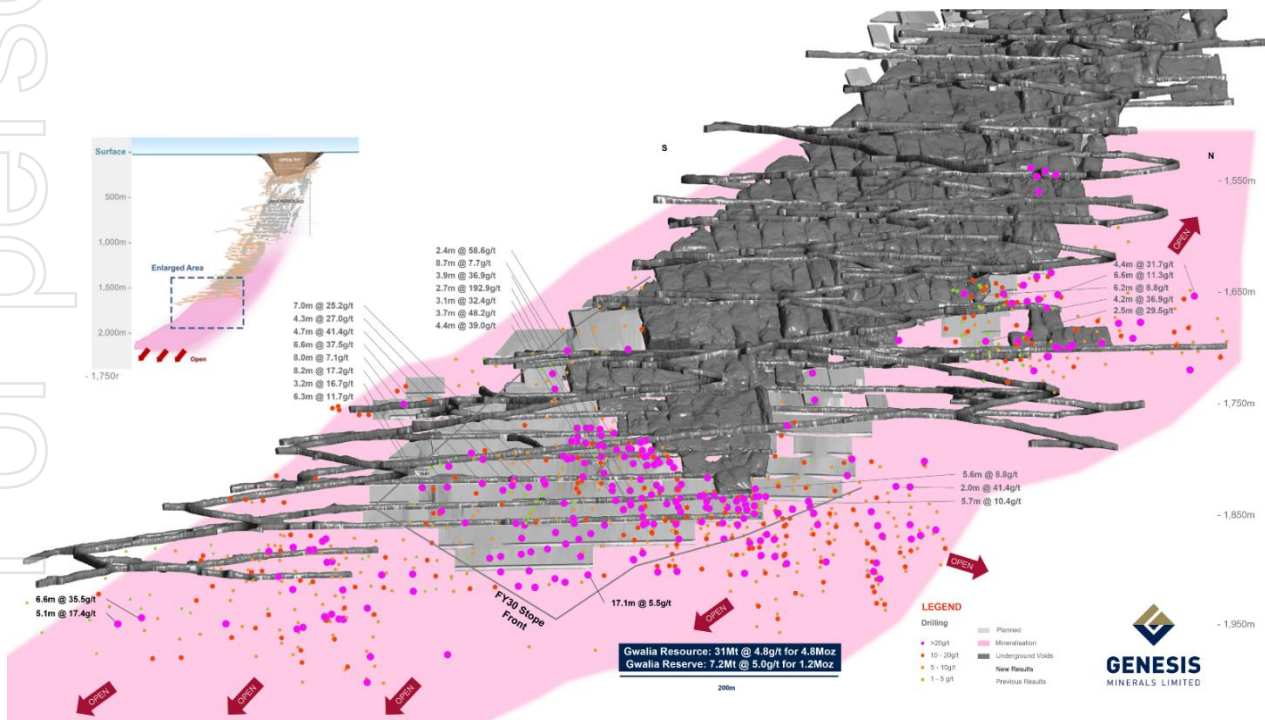 For personal
Surface -
OPEN PIT
UNDERGROUND
500m -
1,000m -
Enlarged Area
1,500m -
2,000m -
Open
- 1,750m
S
N
- 1,550m
- 1,650m
- 1,750m
- 1,850m
- 1,950m
2.4m @ 58.6g/t
8.7m @ 7.7g/t
3.9m @ 36.9g/t
2.7m @ 192.9g/t
3.1m @ 32.4g/t
3.7m @ 48.2g/t
4.4m @ 39.0g/t
7.0m @ 25.2g/t
4.3m @ 27.0g/t
4.7m @ 41.4g/t
6.6m @ 37.5g/t
8.0m @ 7.1g/t
8.2m @ 17.2g/t
3.2m @ 16.7g/t
6.3m @ 11.7g/t
OPEN
4.4m @ 31.7g/t
6.6m @ 11.3g/t
6.2m @ 8.8g/t
4.2m @ 36.9g/t
2.5m @ 29.5g/t
5.6m @ 8.8g/t
2.0m @ 41.4g/t
5.7m @ 10.4g/t
OPEN
6.6m @ 35.5g/t
5.1m @ 17.4g/t
17.1m @ 5.5g/t
FY30 Stope
Front
OPEN
OPEN
OPEN
OPEN
Gwalia Resource: 31Mt @ 4.8g/t for 4.8Moz
Gwalia Reserve: 7.2Mt @ 5.0g/t for 1.2Moz
200m
LEGEND
Drilling
>20g/t
10 - 20g/t
5 - 10g/t
1 - 5 g/t
Planned
Mineralisation
Underground Voids
New Results
Previous Results
GENESIS
MINERALS LIMITED